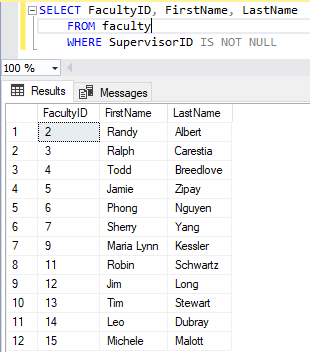 SELECT FacultyID, FirstName, LastName
FROM faculty
WHERE SupervisorID IS NOT NULL
100 %
Results Messages
FacultyID FirstName LastName
1 2 Randy Albert
2 3 Ralph Carestia
3 4 Todd Breedlove
4 5 Jamie Zipay
5 6 Phong Nguyen
6 7 Sherry Yang
7 9 Maria Lynn Kessler
8 11 Robin Schwartz
9 12 Jim Long
10 13 Tim Stewart
11 14 Leo Dubray
12 15 Michele Malott